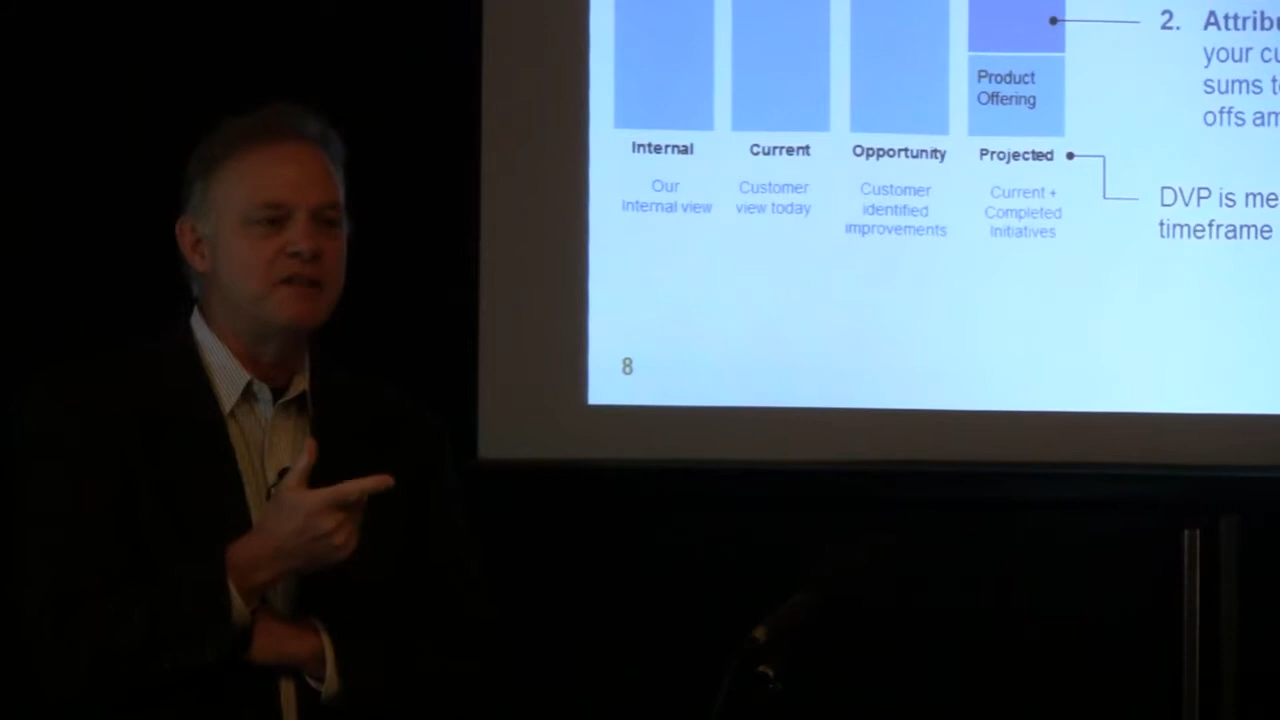 2. Attribu
your cu
sums t
offs am
Product
Offering
Internal
Current
Opportunity
Projected
Our
Internal view
Customer
view today
Customer
identified
improvements
Current +
Completed
Initiatives
DVP is me
timeframe
8